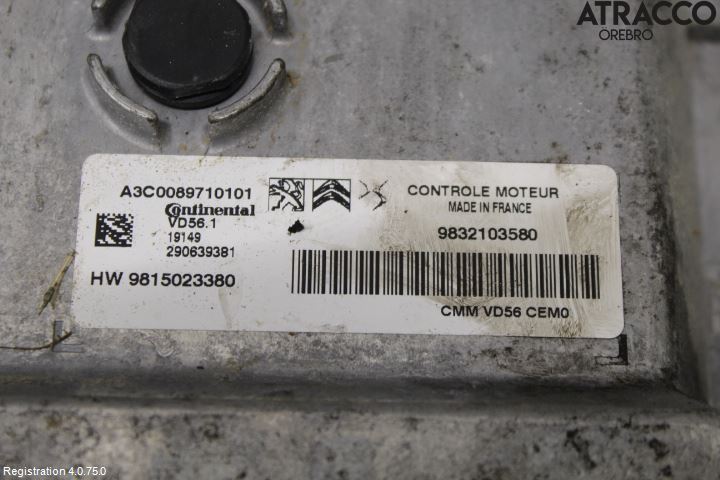 ATRACCO
ÖREBRO
A3C0089710101
Continental
VD56.1
19149
290639381
HW 9815023380
CONTROLE MOTEUR
MADE IN FRANCE
9832103580
CMM VD56 CEM0
Registration 4.0.75.0